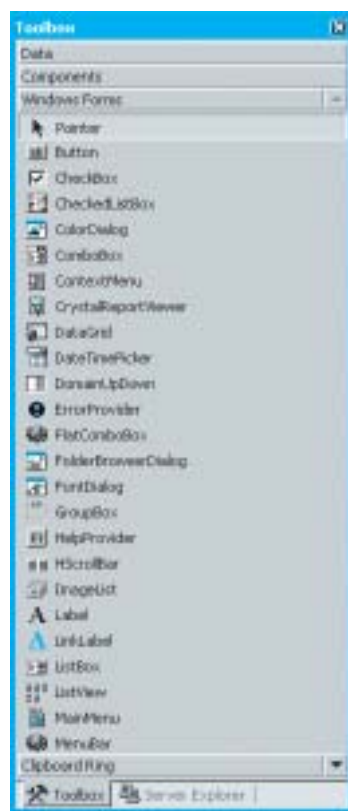 Toolbox
Data
Components
Windows Forms
Pointer
Button
CheckBox
CheckedListBox
ColorDialog
ComboBox
ContextMenu
CrystalReportViewer
DataGrid
DateTimePicker
DomainUpDown
ErrorProvider
FlatComboBox
FolderBrowserDialog
FontDialog
GroupBox
HelpProvider
HScrollBar
ImageList
Label
LinkLabel
ListBox
ListView
MainMenu
MenuBar
Clipboard Ring
Toolbox Server Explorer